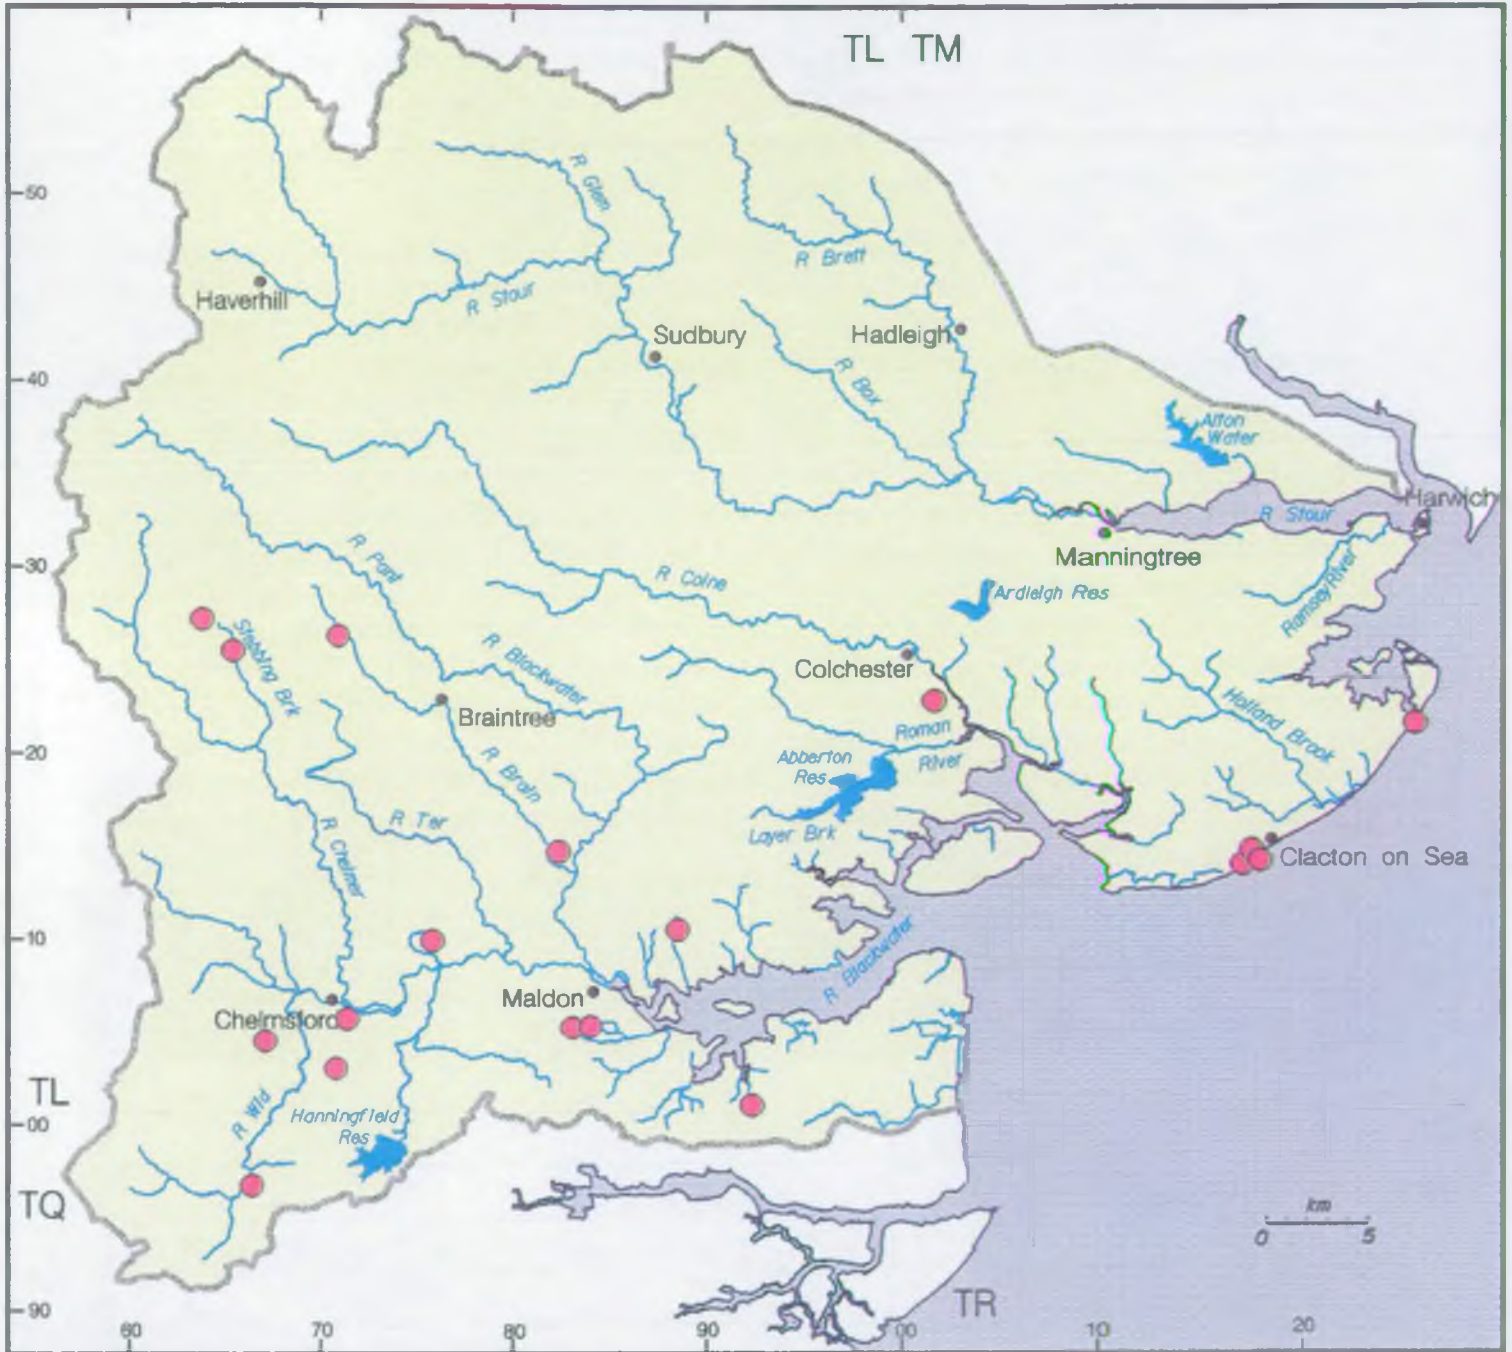 TL TM
50
R Glem
R Brett
Haverhill
R Stour
Sudbury
Hadleigh
40
R Box
Alton
Water
Harwich
R Stour
Manningtree
30
R Pant
R Colne
Ardleigh Res
Ramsey River
Stebbing Brk
R Blackwater
Colchester
Braintree
Holland Brook
Roman
River
20
Abberton
Res
R Brain
R Ter
Layer Brk
R Chelmer
Clacton on Sea
10
R Blackwater
Maldon
Chelmsford
TL
R Wid
Hanningfield
Res
00
TQ
km
0 5
TR
90
60 70 80 90 00 10 20